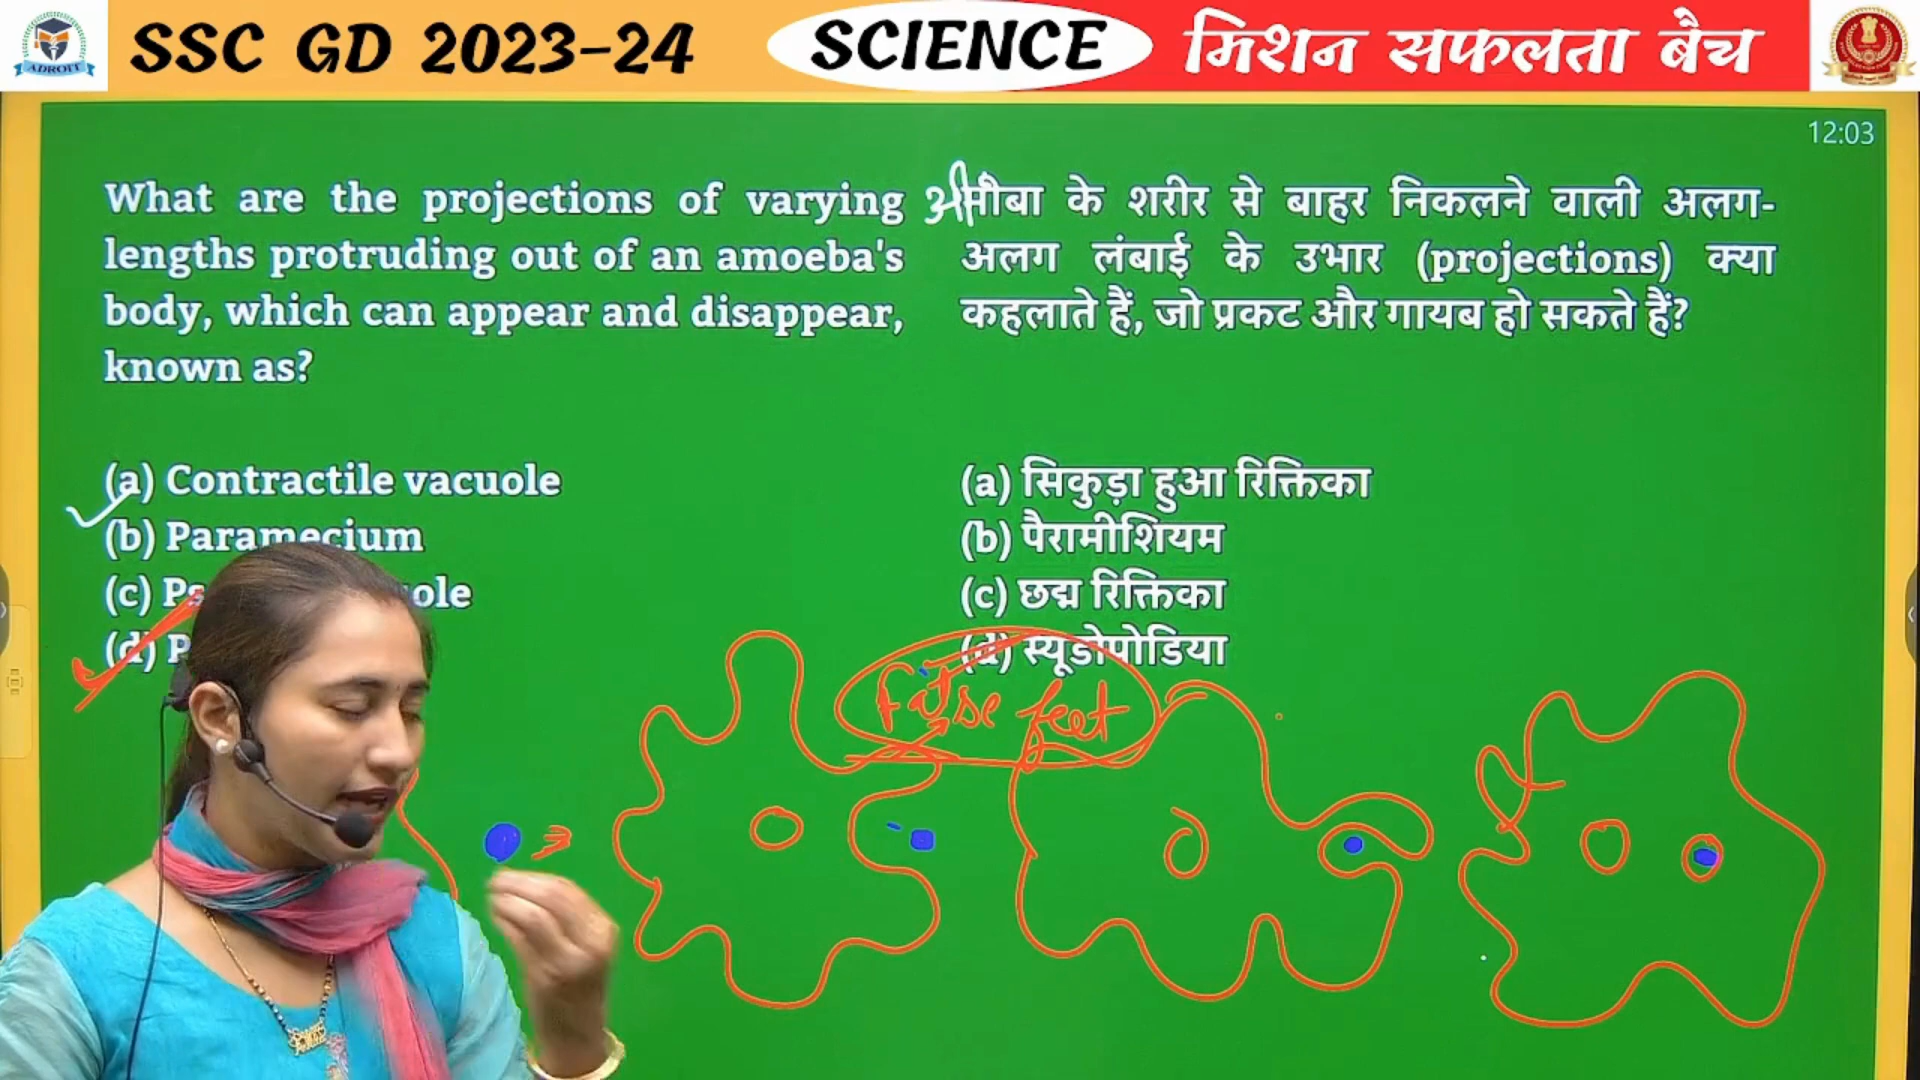 ADROIT
SSC GD 2023-24
SCIENCE
मिशन सफलता बैच
12:03
What are the projections of varying
lengths protruding out of an amoeba's
body, which can appear and disappear,
known as?
(a) Contractile vacuole
(b) Paramecium
(c)
(d)
अमीबा के शरीर से बाहर निकलने वाली अलग-
अलग लंबाई के उभार (projections) क्या
कहलाते हैं, जो प्रकट और गायब हो सकते हैं?
(a) सिकुड़ा हुआ रिक्तिका
(b) पैरामीशियम
(c) छद्म रिक्तिका
(d) स्यूडोपोडिया
False feet